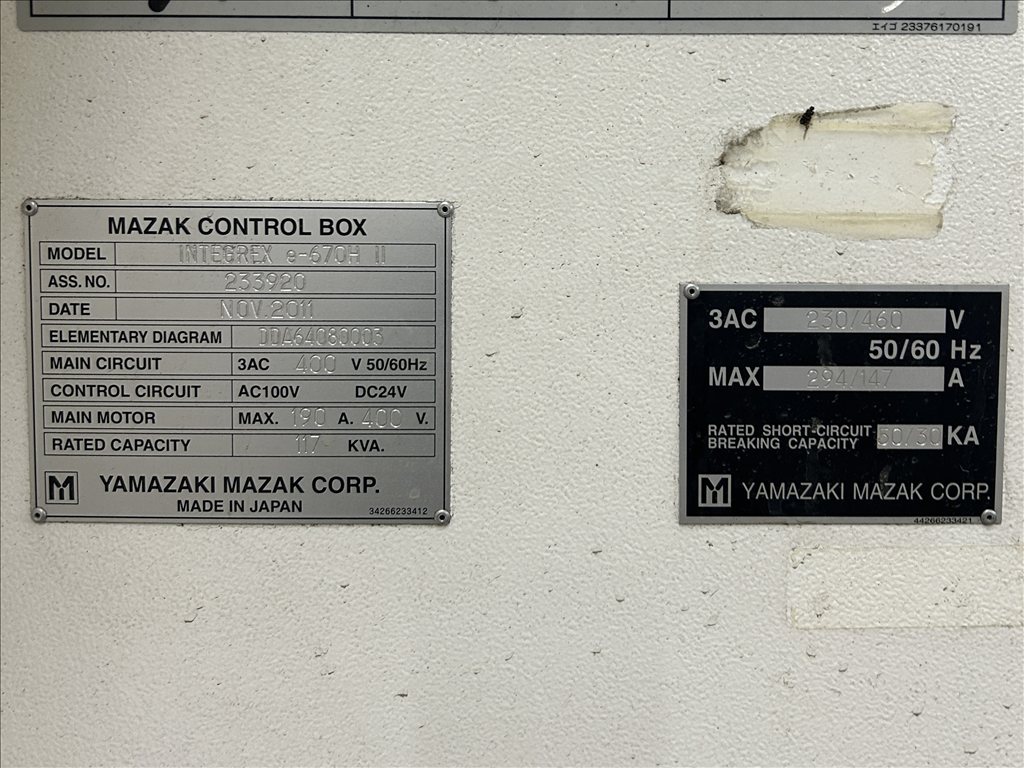 エイゴ 23376170191
MAZAK CONTROL BOX
MODEL INTEGREX e-670H II
ASS. NO. 233920
DATE NOV.2011
ELEMENTARY DIAGRAM DDA64080003
MAIN CIRCUIT 3AC 400 V 50/60Hz
CONTROL CIRCUIT AC100V DC24V
MAIN MOTOR MAX. 190 A. 400 V.
RATED CAPACITY 117 KVA.
YAMAZAKI MAZAK CORP.
MADE IN JAPAN
34266233412
3AC 230/460 V
50/60 Hz
MAX 294/147 A
RATED SHORT-CIRCUIT
BREAKING CAPACITY 30/30 KA
YAMAZAKI MAZAK CORP.
44266233421